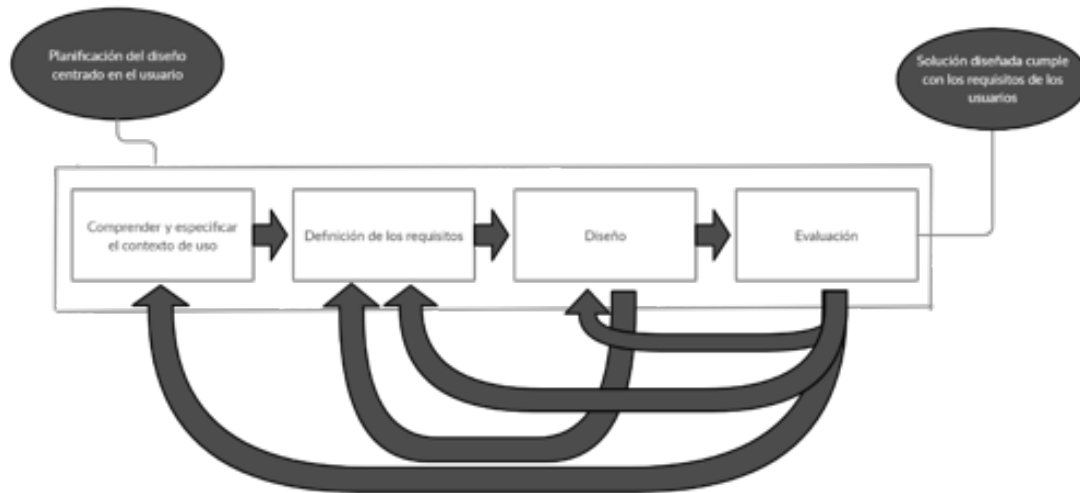 Planificación del diseño
centrado en el usuario
Solución diseñada cumple
con los requisitos de los
usuarios
Comprender y especificar
el contexto de uso
Definición de los requisitos
Diseño
Evaluación